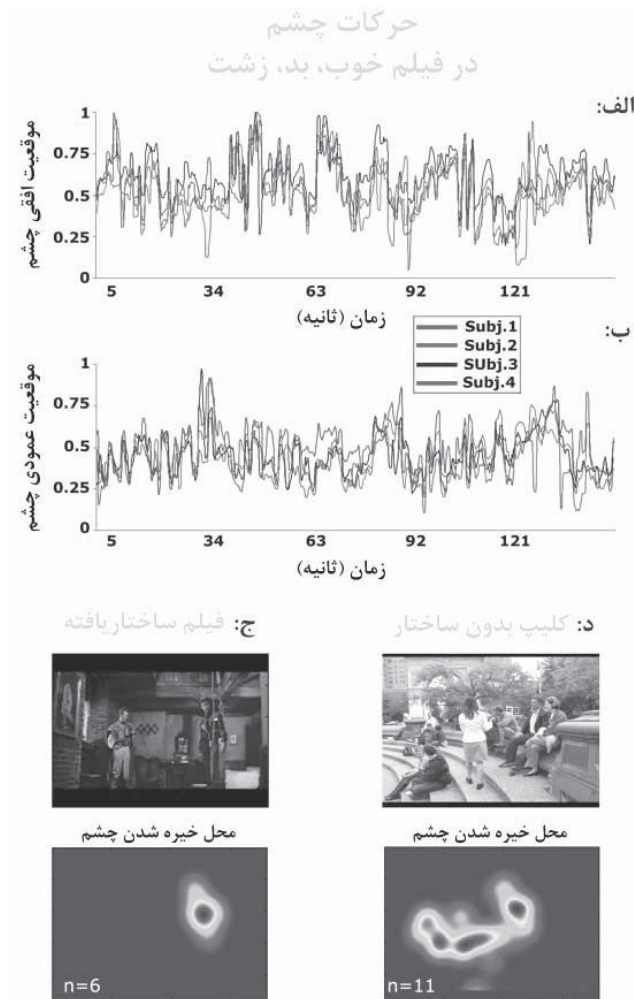 حرکات چشم
در فیلم خوب، بد، زشت
الف:
موقعیت افقی چشم
1
0.75
0.5
0.25
0
5 34 63 92 121
زمان (ثانیه)
ب:
Subj.1
Subj.2
SUbj.3
Subj.4
موقعیت عمودی چشم
1
0.75
0.5
0.25
0
5 34 63 92 121
زمان (ثانیه)
د: کلیپ بدون ساختار
ج: فیلم ساختاریافته
محل خیره شدن چشم
محل خیره شدن چشم
n=11
n=6